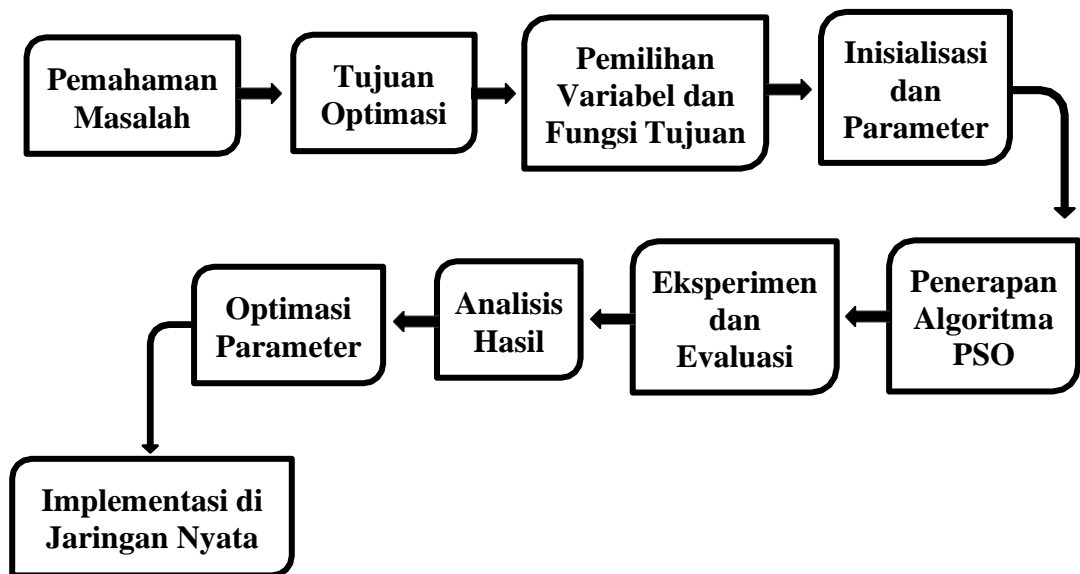 Pemahaman
Masalah
Tujuan
Optimasi
Pemilihan
Variabel dan
Fungsi Tujuan
Inisialisasi
dan
Parameter
Penerapan
Algoritma
PSO
Eksperimen
dan
Evaluasi
Analisis
Hasil
Optimasi
Parameter
Implementasi di
Jaringan Nyata